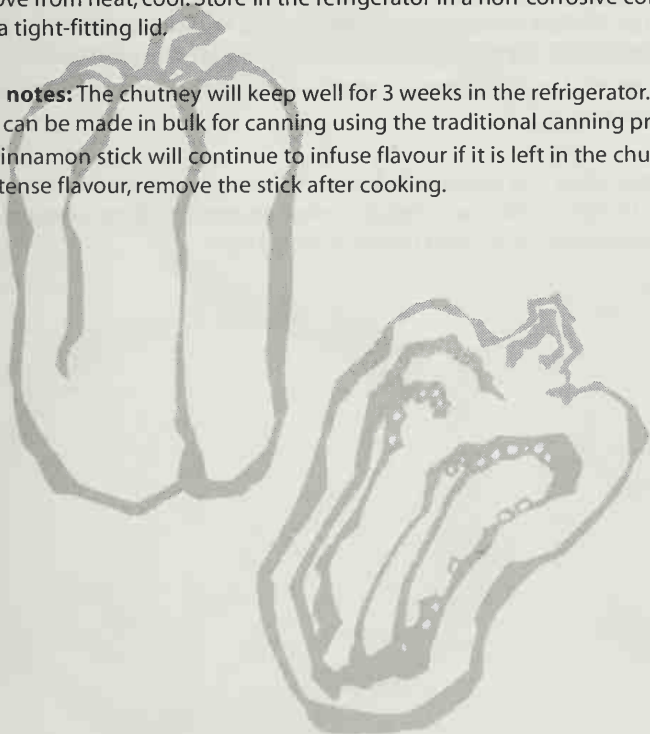 ove from heat, cool. Store in the refrigerator in a non-corrosive co
a tight-fitting lid.
notes: The chutney will keep well for 3 weeks in the refrigerator.
can be made in bulk for canning using the traditional canning pr
innamon stick will continue to infuse flavour if it is left in the chu
tense flavour, remove the stick after cooking.